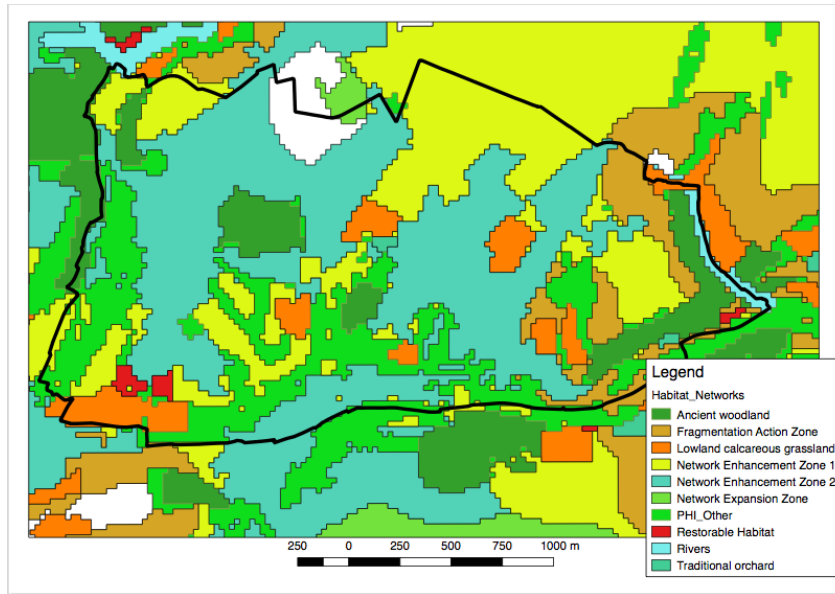 Legend
Habitat_Networks
Ancient woodland
Fragmentation Action Zone
Lowland calcareous grassland
Network Enhancement Zone 1
Network Enhancement Zone 2
Network Expansion Zone
PHI_Other
Restorable Habitat
Rivers
Traditional orchard
250 0 250 500 750 1000 m